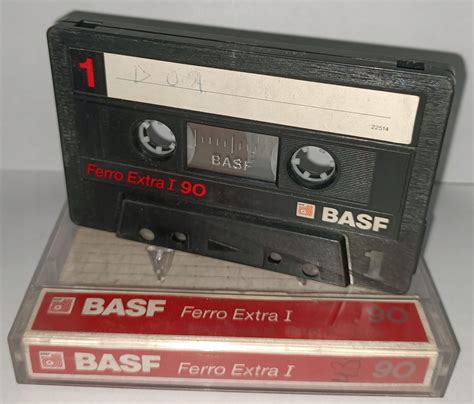 1
D O A
22514
BASF
Ferro Extra I 90
BASF
1
BASF Ferro Extra I 90
BASF Ferro Extra I 90